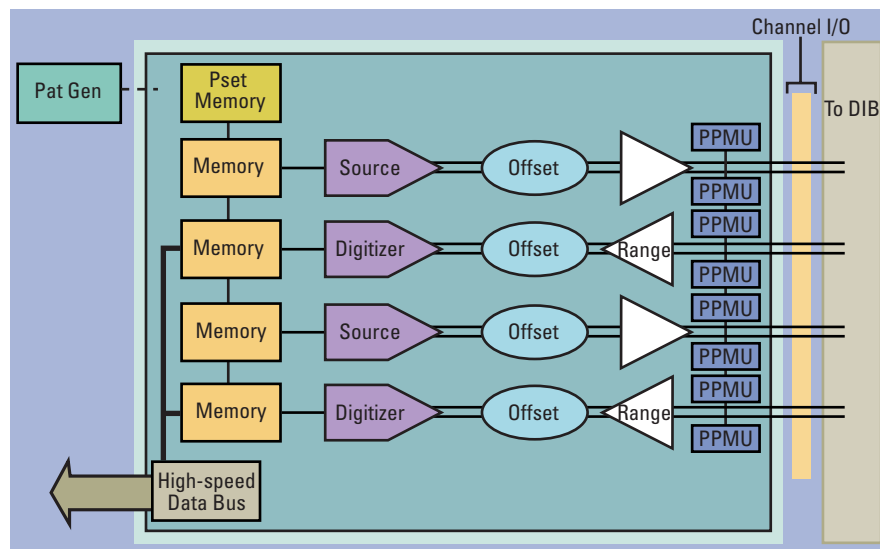 Channel I/O
Pat Gen
Pset
Memory
To DIB
PPMU
Memory
Source
Offset
PPMU
PPMU
Memory
Digitizer
Offset
Range
PPMU
PPMU
Memory
Source
Offset
PPMU
PPMU
Memory
Digitizer
Offset
Range
PPMU
High-speed
Data Bus